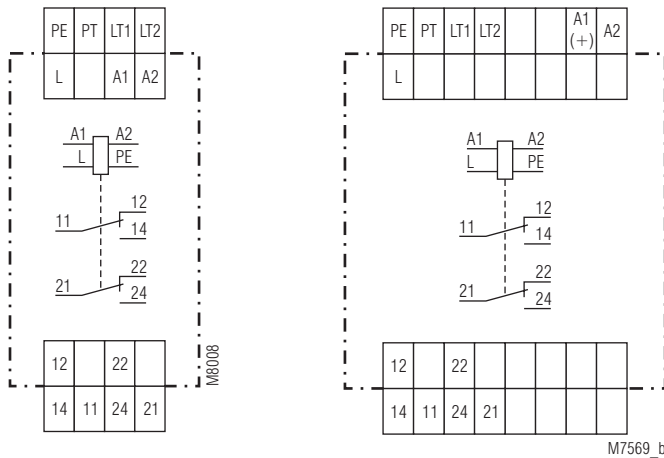 PE PT LT1 LT2
L A1 A2
A1 A2
L PE
12
11
14
22
21
24
12 22
14 11 24 21
M8008
PE PT LT1 LT2 A1 (+) A2
L
A1 A2
L PE
12
11
14
22
21
24
12 22
14 11 24 21
M7569_b